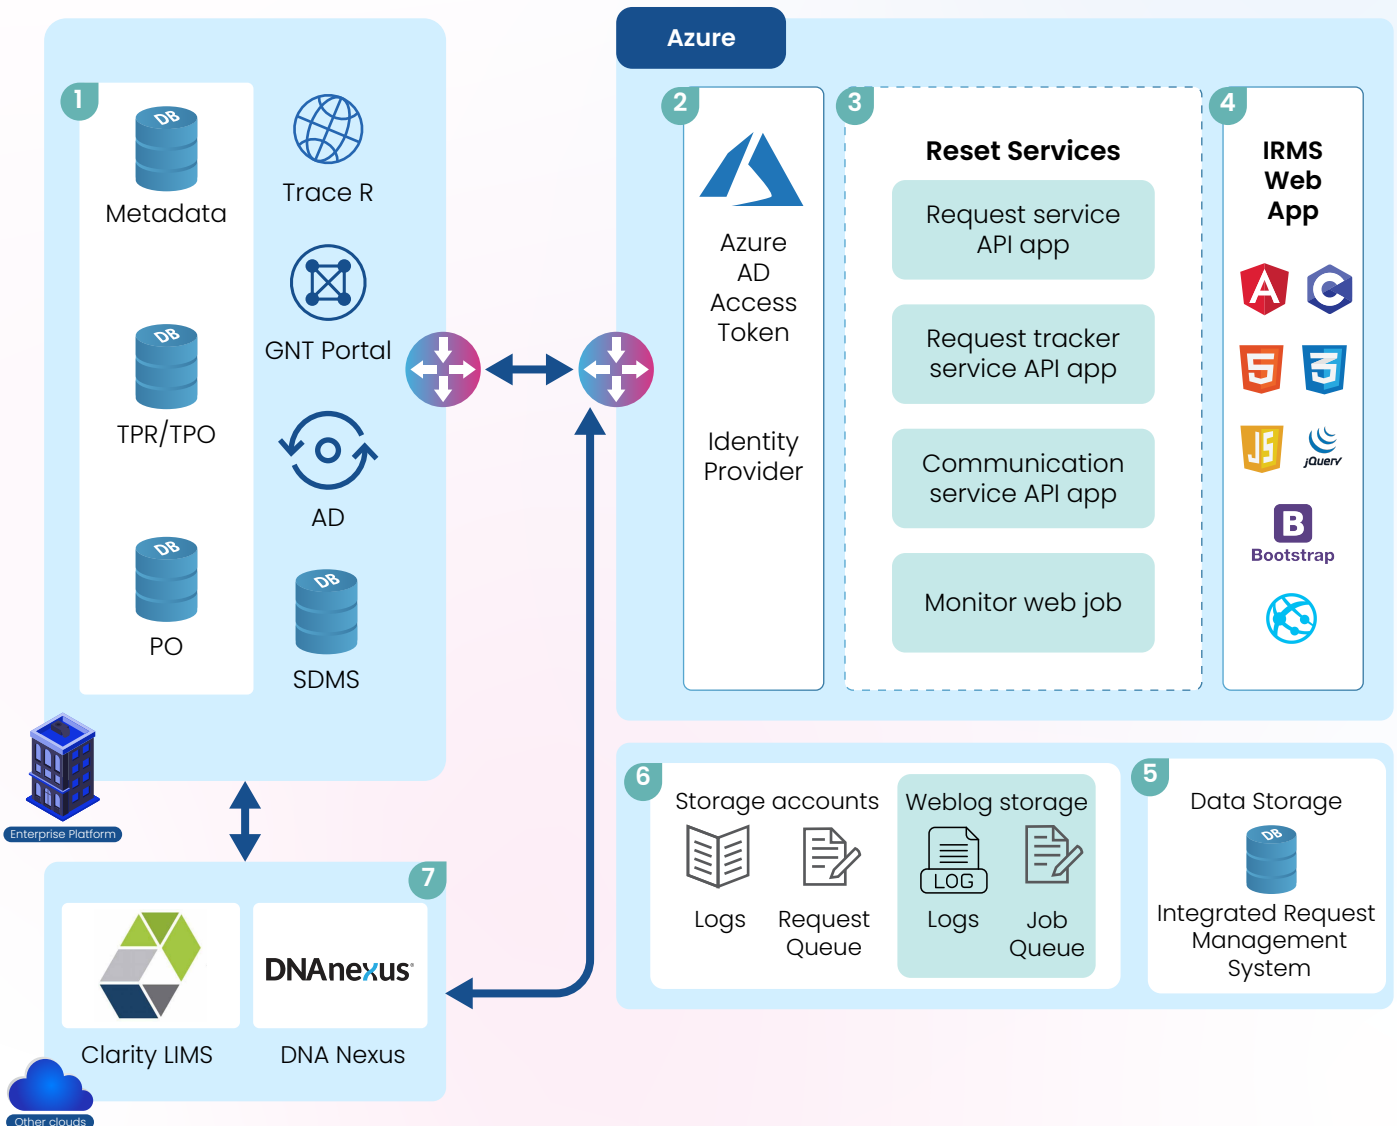 Azure
1
DB
Metadata
DB
TPR/TPO
DB
PO
Trace R
GNT Portal
AD
DB
SDMS
Enterprise Platform
2
Azure
AD
Access
Token
Identity
Provider
3
Reset Services
Request service
API app
Request tracker
service API app
Communication
service API app
Monitor web job
4
IRMS
Web
App
A
C
5
3
JS
jQuery
B
Bootstrap
6
Storage accounts
Logs
Request
Queue
Weblog storage
LOG
Logs
Job
Queue
5
Data Storage
DB
Integrated Request
Management
System
7
Clarity LIMS
DNAnexus
DNA Nexus
Other clouds